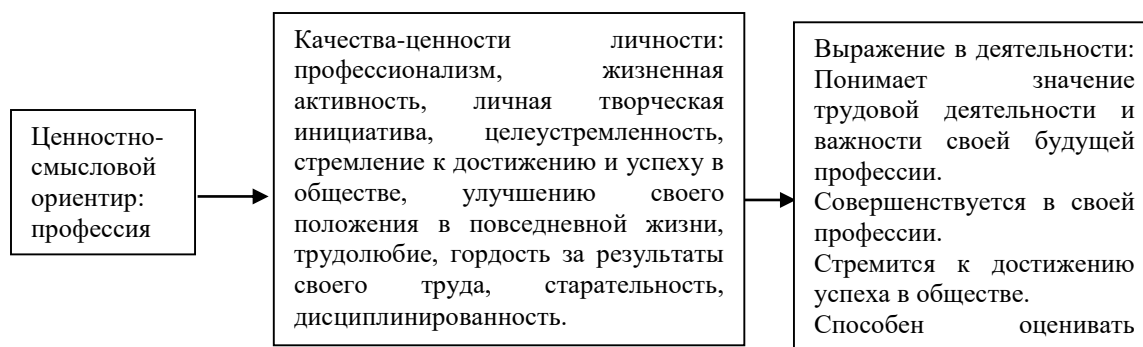 Ценностно-
смысловой
ориентир:
профессия
Качества-ценности личности:
профессионализм, жизненная
активность, личная творческая
инициатива, целеустремленность,
стремление к достижению и успеху в
обществе, улучшению своего
положения в повседневной жизни,
трудолюбие, гордость за результаты
своего труда, старательность,
дисциплинированность.
Выражение в деятельности:
Понимает значение
трудовой деятельности и
важности своей будущей
профессии.
Совершенствуется в своей
профессии.
Стремится к достижению
успеха в обществе.
Способен оценивать